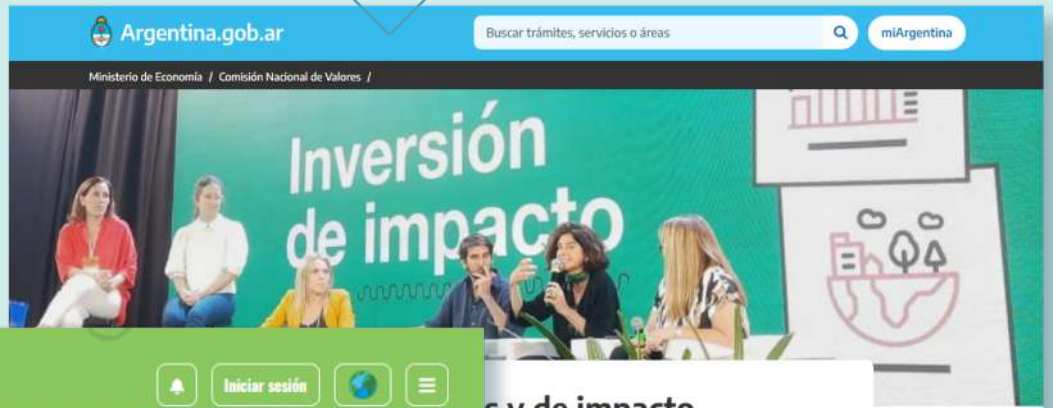 Argentina.gob.ar
Buscar trámites, servicios o áreas
miArgentina
Ministerio de Economía / Comisión Nacional de Valores /
Inversión
de impacto
Iniciar sesión
s y de impacto